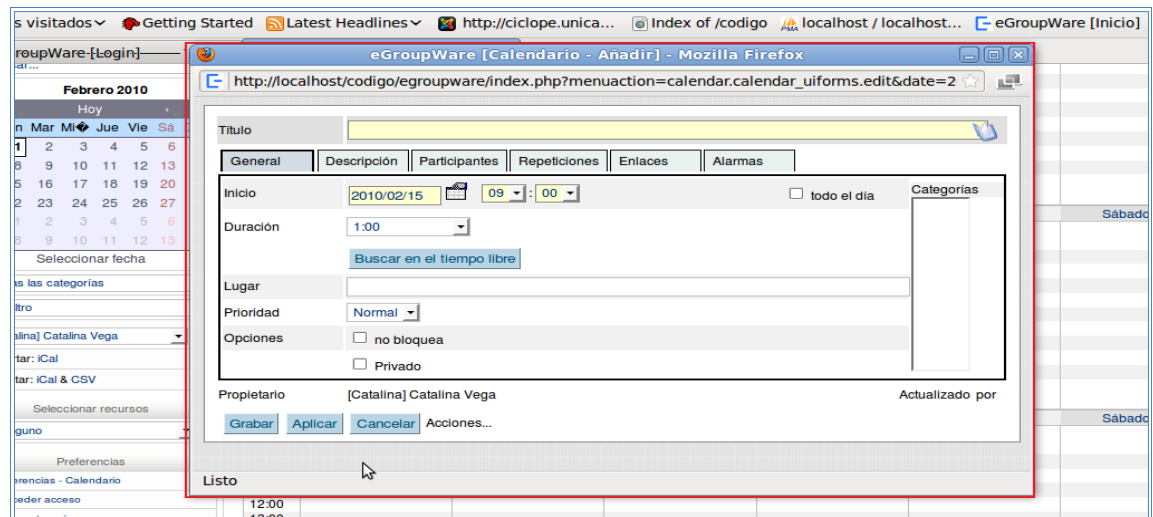 s visitados Getting Started Latest Headlines http://ciclope.unica... Index of /codigo localhost / localhost... eGroupWare [Inicio]
roupWare [Login]
eGroupWare [Calendario - Añadir] - Mozilla Firefox
http://localhost/codigo/egroupware/index.php?menuaction=calendar.calendar_uiforms.edit&date=2
Febrero 2010
Hoy
n Mar Mi� Jue Vie Sá
1 2 3 4 5 6
8 9 10 11 12 13
5 16 17 18 19 20
2 23 24 25 26 27
1 2 3 4 5 6
8 9 10 11 12 13
Seleccionar fecha
as las categorías
ltro
alina] Catalina Vega
tar: iCal
tar: iCal & CSV
Seleccionar recursos
guno
Preferencias
erencias - Calendario
ceder acceso
Título
General Descripción Participantes Repeticiones Enlaces Alarmas
Inicio 2010/02/15 09 : 00 todo el día Categorías
Duración 1:00
Buscar en el tiempo libre
Lugar
Prioridad Normal
Opciones no bloquea
Privado
Propietario [Catalina] Catalina Vega Actualizado por
Grabar Aplicar Cancelar Acciones...
Listo
Sábado
Sábado
12:00